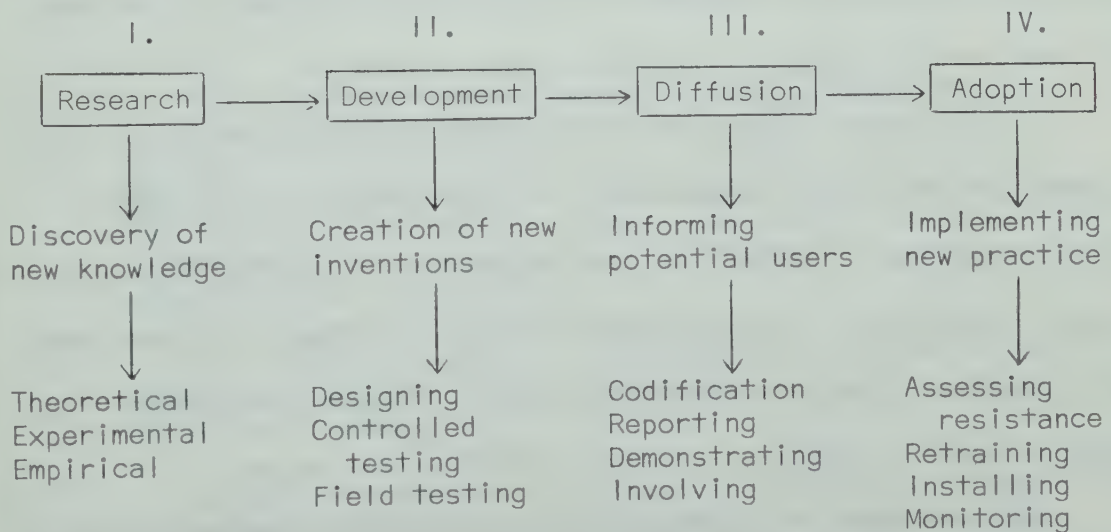 I.
II.
III.
IV.
Research
Development
Diffusion
Adoption
Discovery of
new knowledge
Creation of new
inventions
Informing
potential users
Implementing
new practice
Theoretical
Experimental
Empirical
Designing
Controlled
testing
Field testing
Codification
Reporting
Demonstrating
Involving
Assessing
resistance
Retraining
Installing
Monitoring